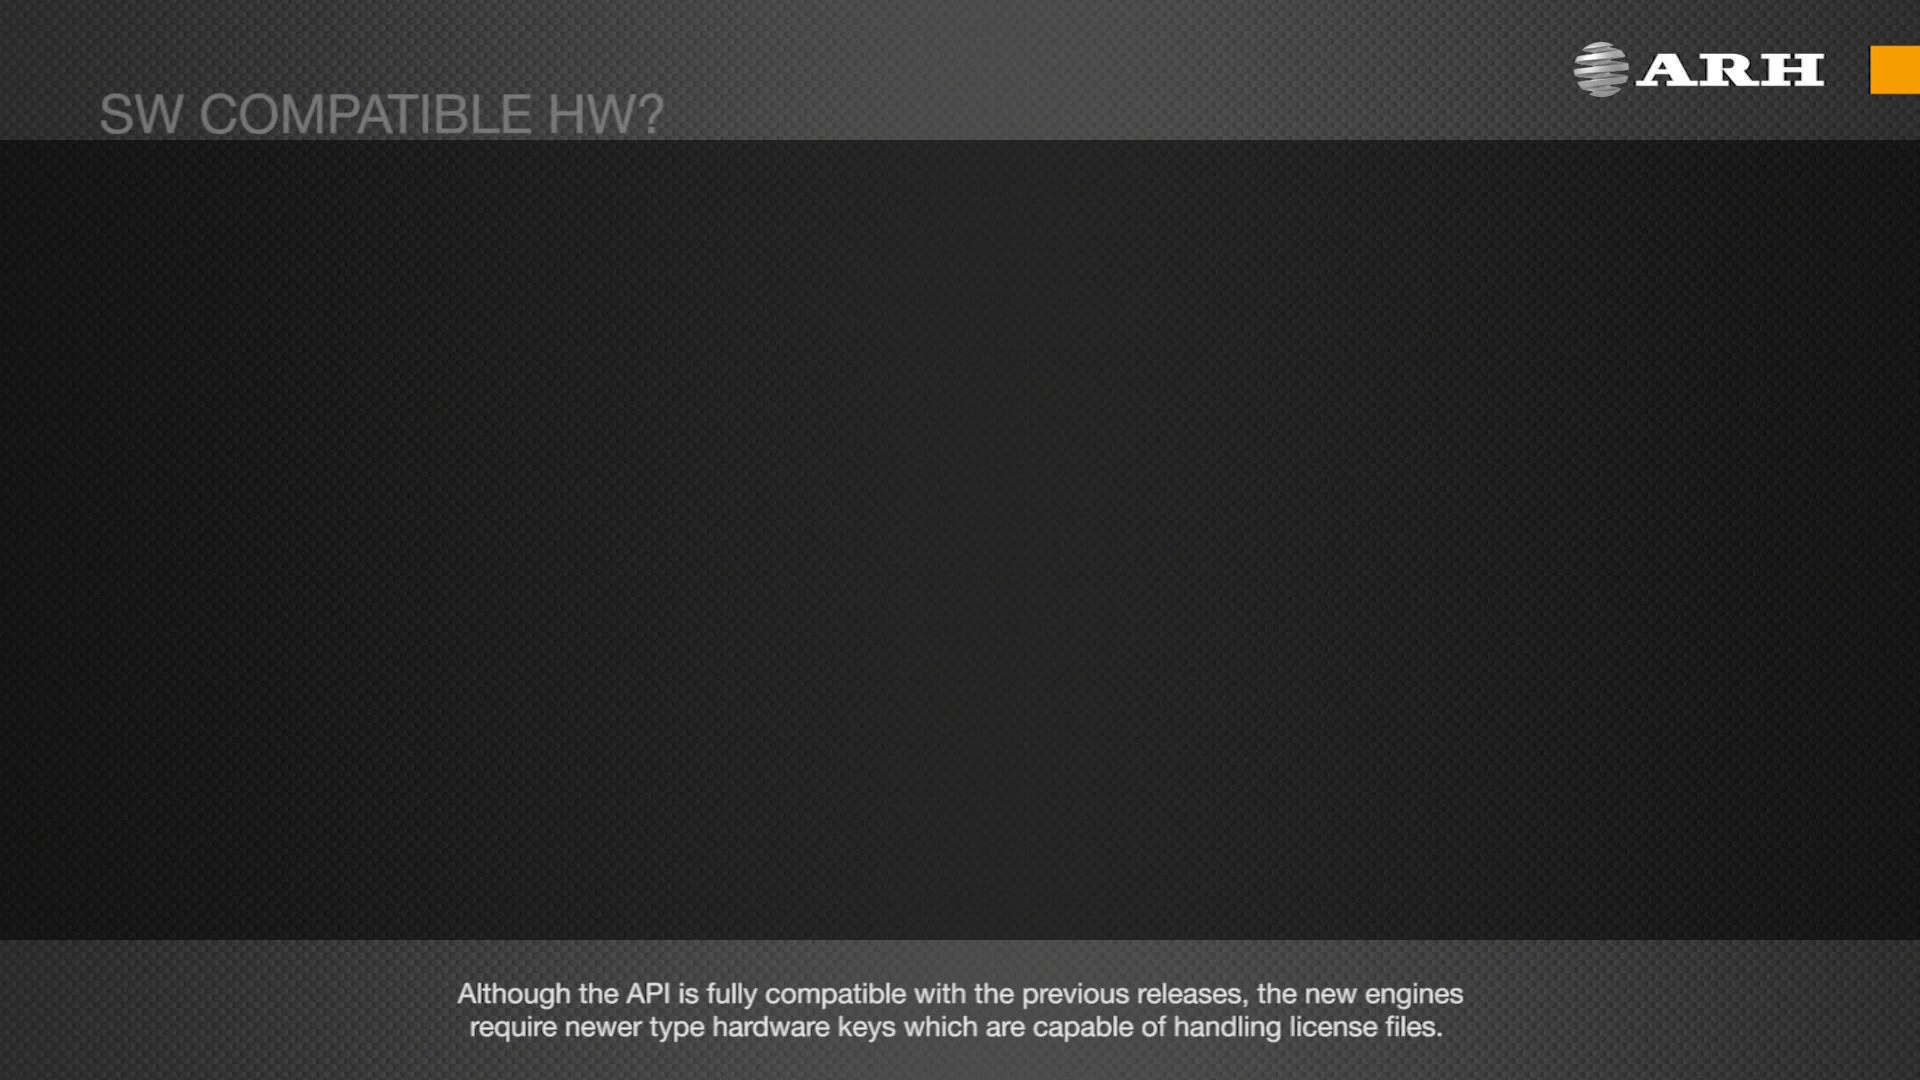 ARH
SW COMPATIBLE HW?
Although the API is fully compatible with the previous releases, the new engines
require newer type hardware keys which are capable of handling license files.